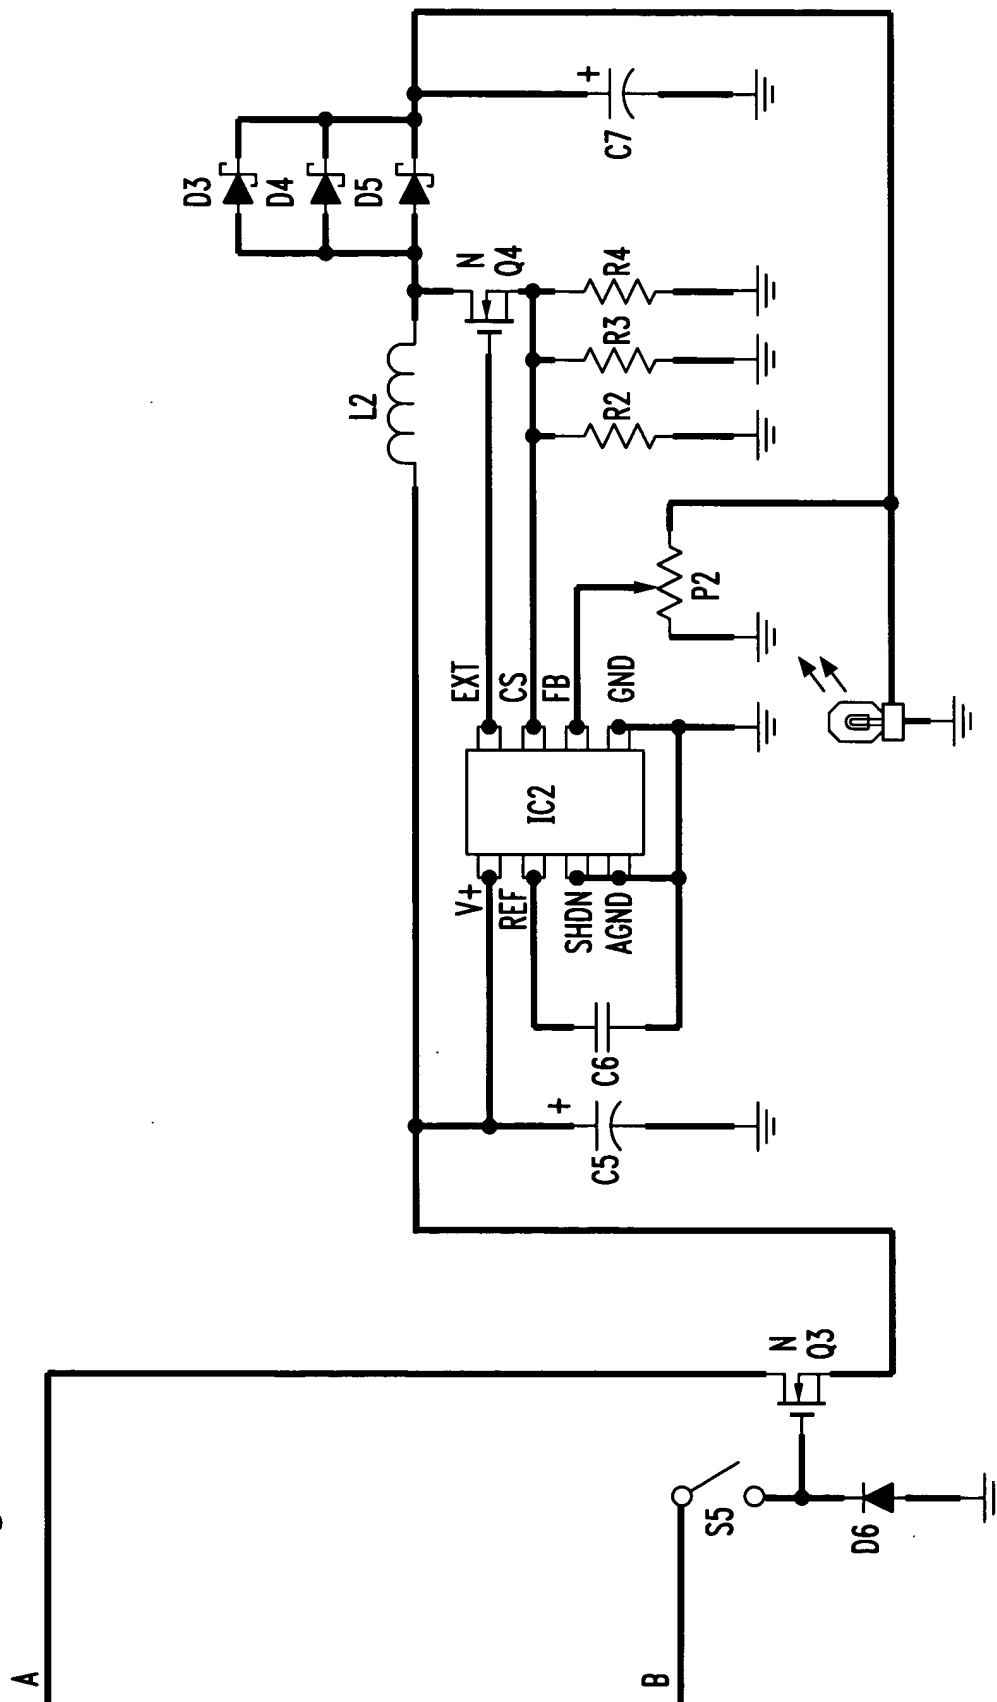 D3
D4
D5
+
C7
N
Q4
R4
R3
R2
L2
P2
EXT
CS
FB
GND
IC2
V+
REF
SHDN
AGND
C6
+
C5
N
Q3
S5
D6
A
B